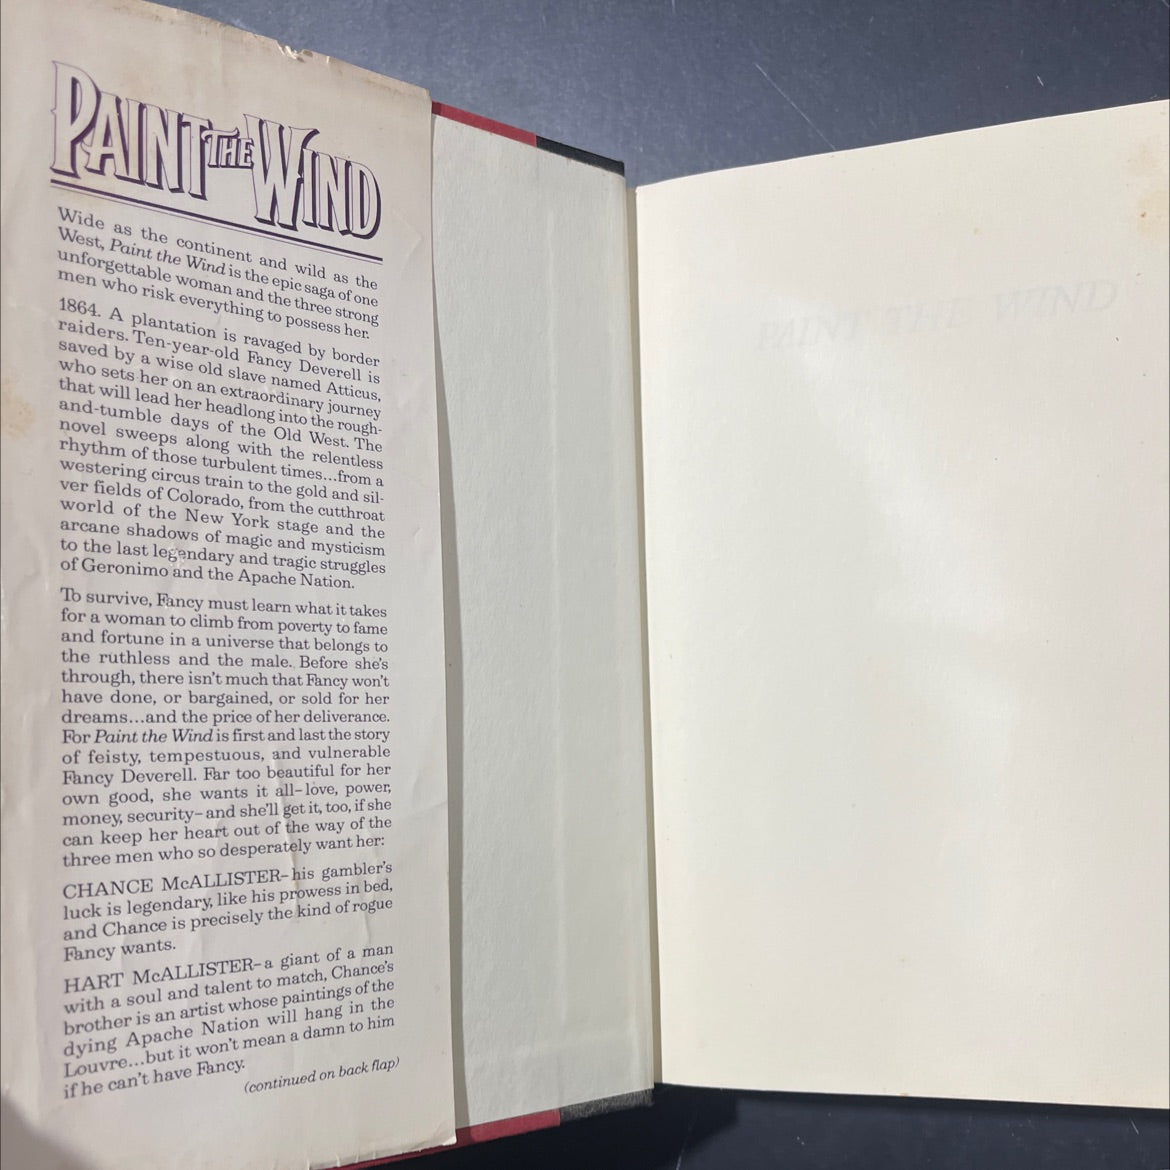 PAINT THE WIND
Wide as the continent and wild as the
West, Paint the Wind is the epic saga of one
unforgettable woman and the three strong
men who risk everything to possess her.
1864. A plantation is ravaged by border
raiders. Ten-year-old Fancy Deverell is
saved by a wise old slave named Atticus,
who sets her on an extraordinary journey
that will lead her headlong into the rough-
and-tumble days of the Old West. The
novel sweeps along with the relentless
rhythm of those turbulent times...from a
westering circus train to the gold and sil-
ver fields of Colorado, from the cutthroat
world of the New York stage and the
arcane shadows of magic and mysticism
to the last legendary and tragic struggles
of Geronimo and the Apache Nation.
To survive, Fancy must learn what it takes
for a woman to climb from poverty to fame
and fortune in a universe that belongs to
the ruthless and the male. Before she's
through, there isn't much that Fancy won't
have done, or bargained, or sold for her
dreams...and the price of her deliverance.
For Paint the Wind is first and last the story
of feisty, tempestuous, and vulnerable
Fancy Deverell. Far too beautiful for her
own good, she wants it all–love, power,
money, security–and she'll get it, too, if she
can keep her heart out of the way of the
three men who so desperately want her:
CHANCE McALLISTER–his gambler's
luck is legendary, like his prowess in bed,
and Chance is precisely the kind of rogue
Fancy wants.
HART McALLISTER–a giant of a man
with a soul and talent to match, Chance's
brother is an artist whose paintings of the
dying Apache Nation will hang in the
Louvre...but it won't mean a damn to him
if he can't have Fancy.
(continued on back flap)
PAINT THE WIND